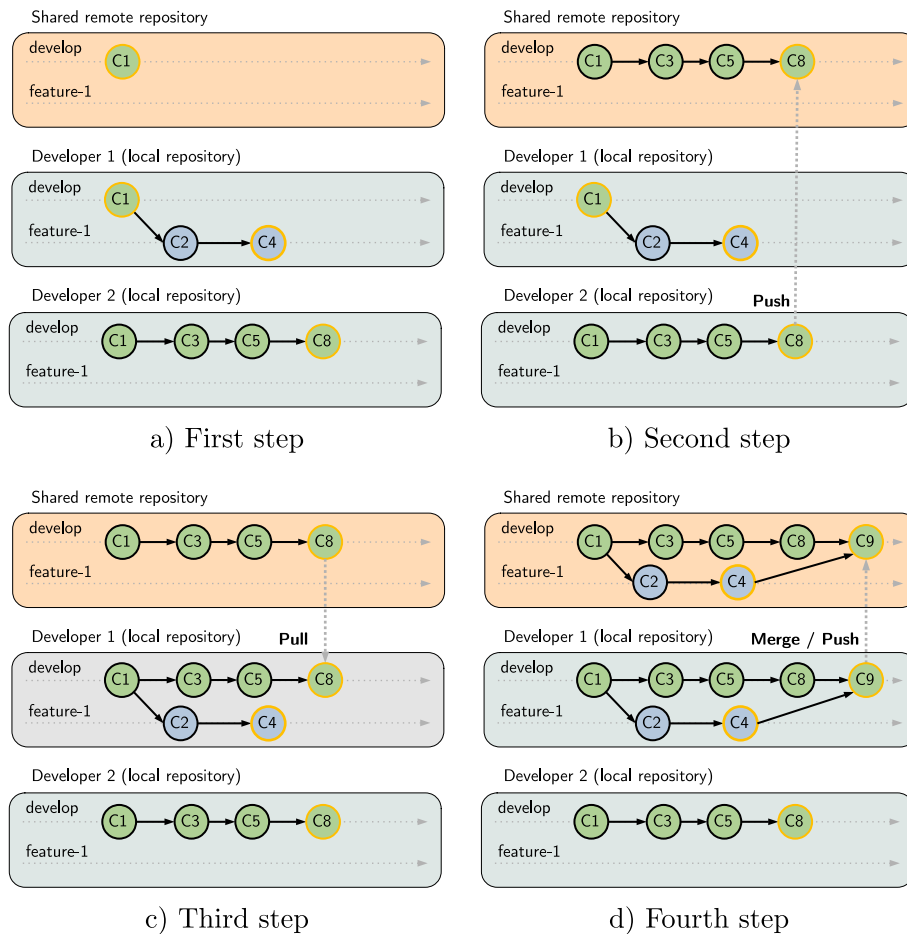 Shared remote repository
develop
C1
feature-1
Developer 1 (local repository)
develop
C1
feature-1
C2 C4
Developer 2 (local repository)
develop
C1 C3 C5 C8
feature-1
a) First step
Shared remote repository
develop
C1 C3 C5 C8
feature-1
Developer 1 (local repository)
develop
C1
feature-1
C2 C4
Developer 2 (local repository)
Push
develop
C1 C3 C5 C8
feature-1
b) Second step
Shared remote repository
develop
C1 C3 C5 C8
feature-1
Developer 1 (local repository)
Pull
develop
C1 C3 C5 C8
feature-1
C2 C4
Developer 2 (local repository)
develop
C1 C3 C5 C8
feature-1
c) Third step
Shared remote repository
develop
C1 C3 C5 C8 C9
feature-1
C2 C4
Developer 1 (local repository)
Merge / Push
develop
C1 C3 C5 C8 C9
feature-1
C2 C4
Developer 2 (local repository)
develop
C1 C3 C5 C8
feature-1
d) Fourth step